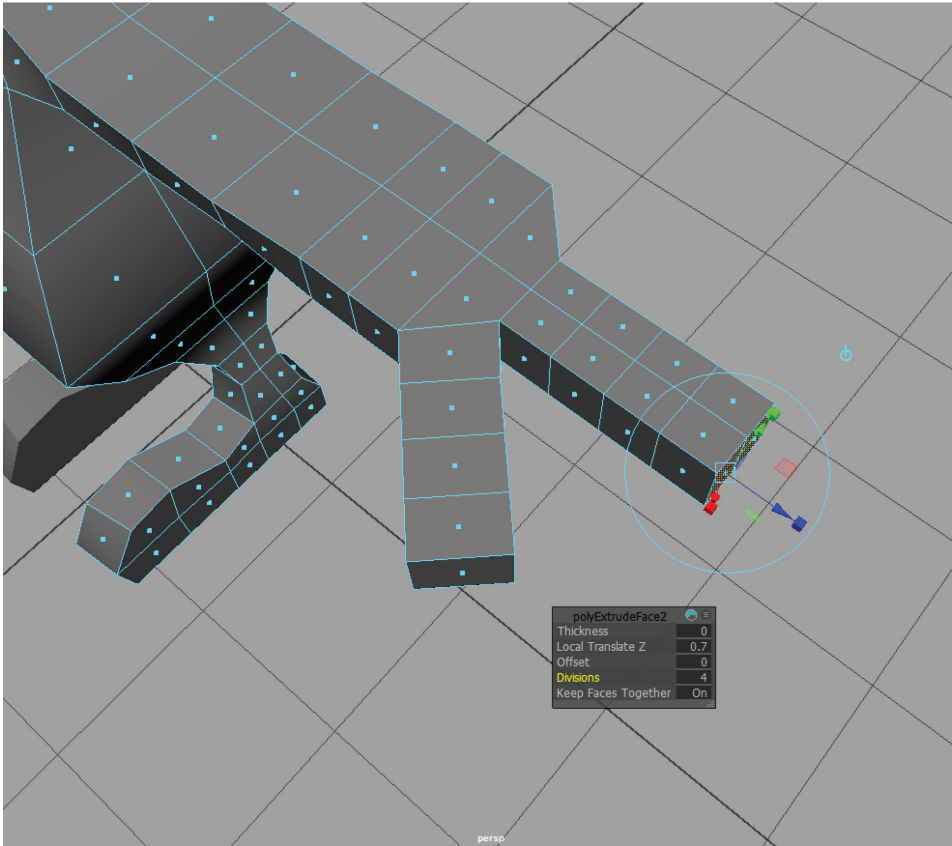 polyExtrudeFace2
Thickness 0
Local Translate Z 0.7
Offset 0
Divisions 4
Keep Faces Together On
persp